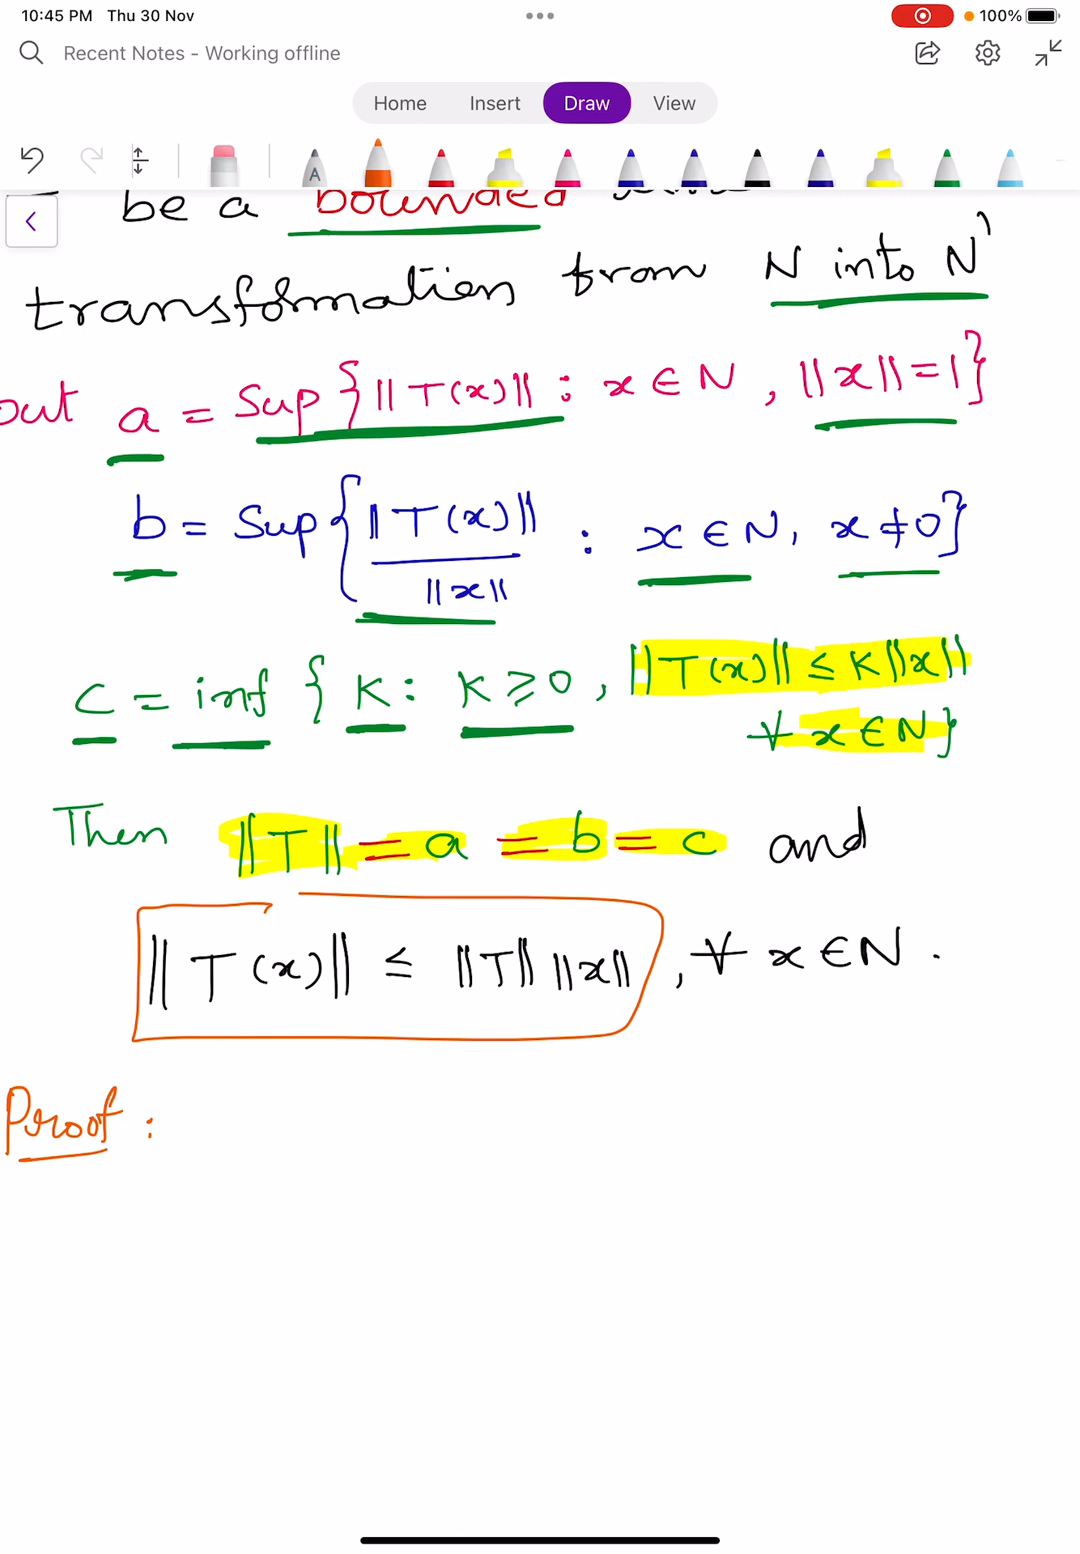 10:45 PM Thu 30 Nov
100%
Recent Notes - Working offline
Home Insert Draw View
A
be a bounded
transformation from N into N'
put a = Sup {||T(x)|| : x ∈ N, ||x|| = 1}
b = Sup { ||T(x)|| / ||x|| : x ∈ N, x ≠ 0}
c = inf { K : K ≥ 0, ||T(x)|| ≤ K||x||
∀ x ∈ N}
Then ||T|| = a = b = c and
||T(x)|| ≤ ||T|| ||x||, ∀ x ∈ N.
Proof :